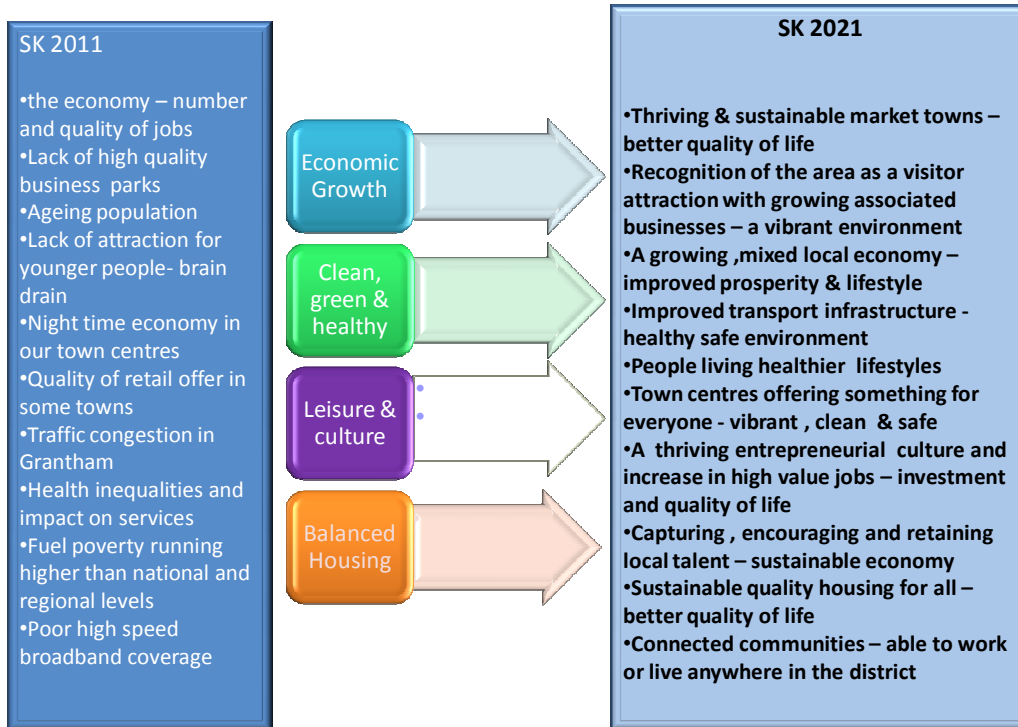 SK 2011
•the economy – number
and quality of jobs
•Lack of high quality
business parks
•Ageing population
•Lack of attraction for
younger people- brain
drain
•Night time economy in
our town centres
•Quality of retail offer in
some towns
•Traffic congestion in
Grantham
•Health inequalities and
impact on services
•Fuel poverty running
higher than national and
regional levels
•Poor high speed
broadband coverage
Economic
Growth
Clean,
green &
healthy
Leisure &
culture
Balanced
Housing
SK 2021
•Thriving & sustainable market towns –
better quality of life
•Recognition of the area as a visitor
attraction with growing associated
businesses – a vibrant environment
•A growing ,mixed local economy –
improved prosperity & lifestyle
•Improved transport infrastructure -
healthy safe environment
•People living healthier lifestyles
•Town centres offering something for
everyone - vibrant , clean & safe
•A thriving entrepreneurial culture and
increase in high value jobs – investment
and quality of life
•Capturing , encouraging and retaining
local talent – sustainable economy
•Sustainable quality housing for all –
better quality of life
•Connected communities – able to work
or live anywhere in the district